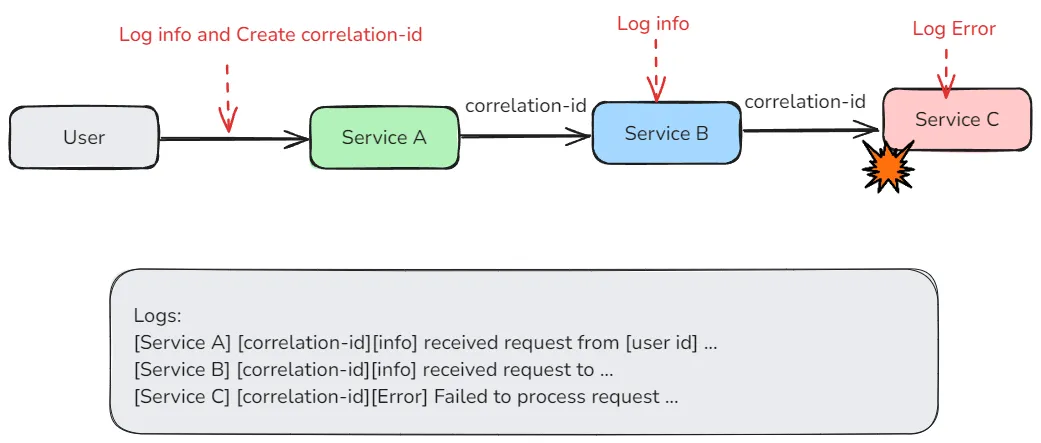 Log info and Create correlation-id
Log info
Log Error
User
Service A
correlation-id
Service B
correlation-id
Service C
Logs:
[Service A] [correlation-id][info] received request from [user id] ...
[Service B] [correlation-id][info] received request to ...
[Service C] [correlation-id][Error] Failed to process request ...